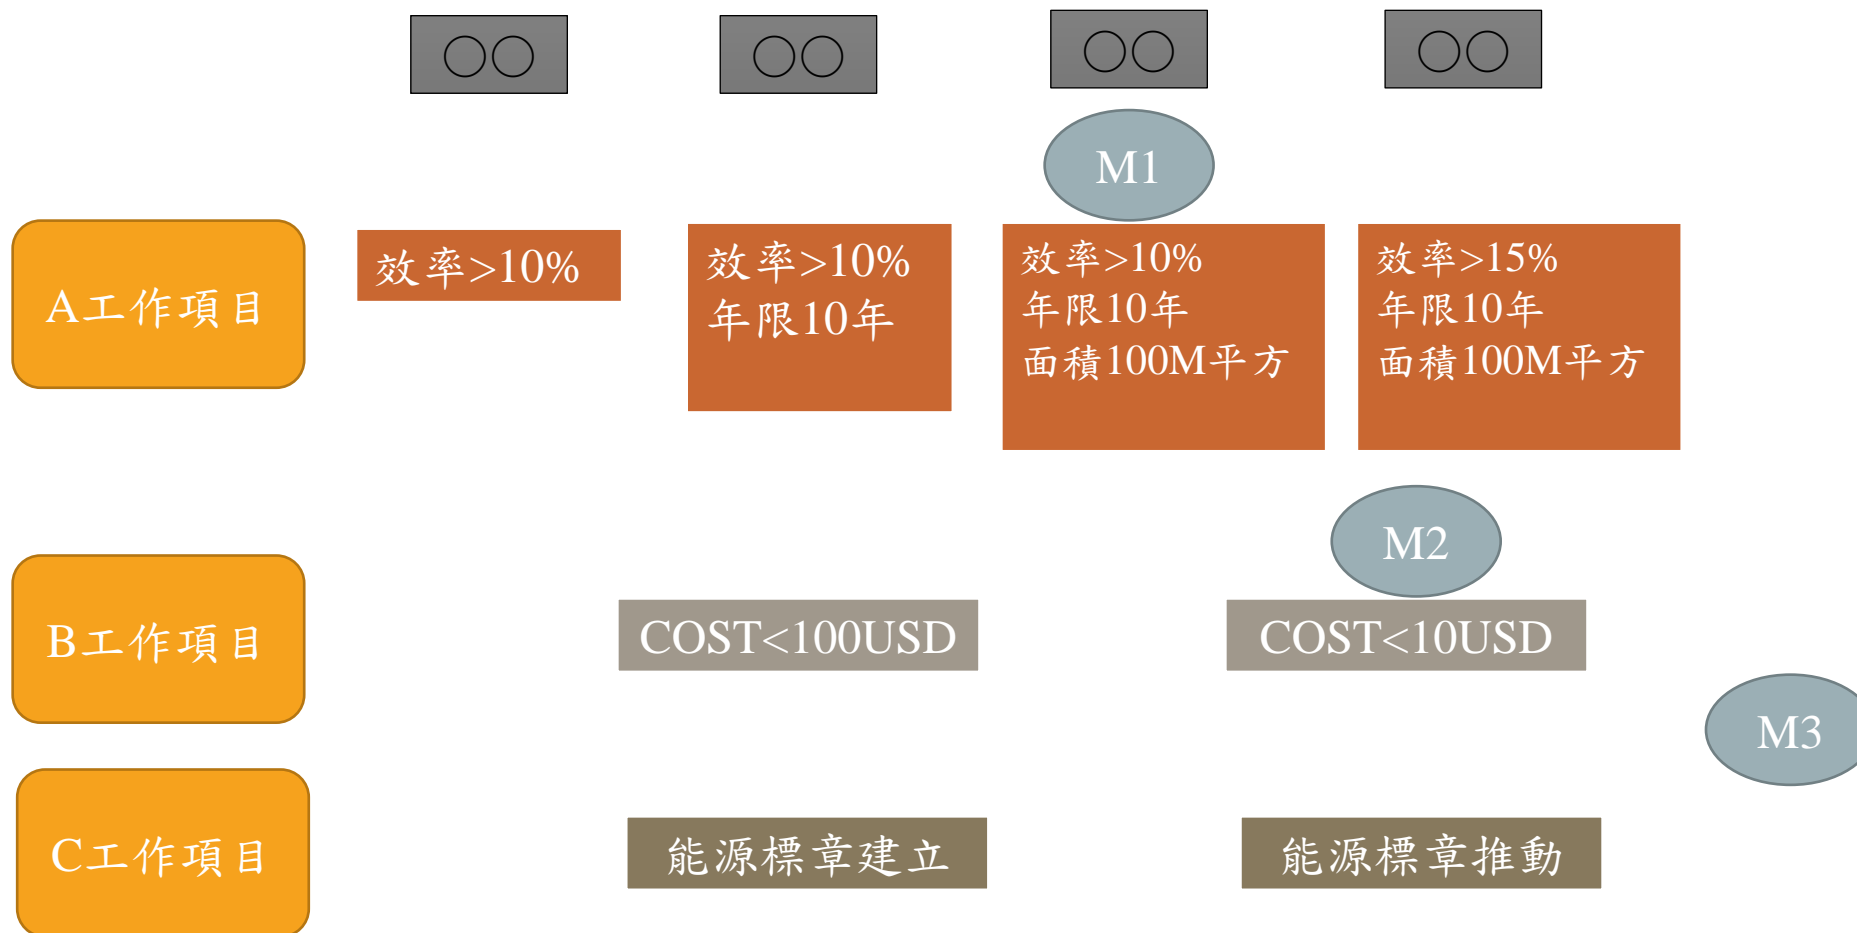 ○○
○○
○○
○○
M1
A工作項目
效率>10%
效率>10%
年限10年
效率>10%
年限10年
面積100M平方
效率>15%
年限10年
面積100M平方
M2
B工作項目
COST<100USD
COST<10USD
M3
C工作項目
能源標章建立
能源標章推動